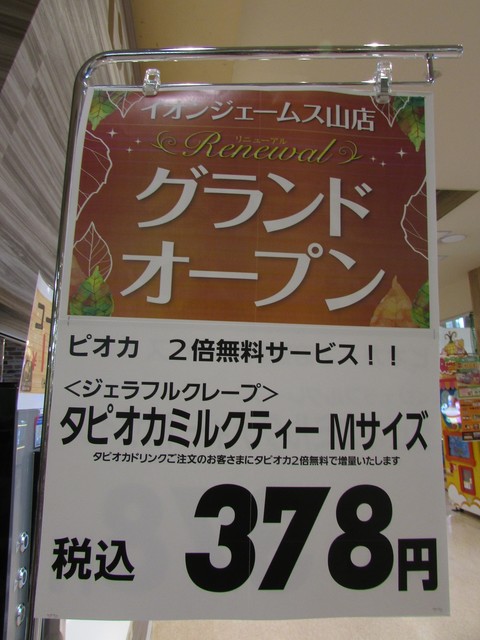 イオンジェームス山店
リニューアル
Renewal
グランド
オープン
ピオカ 2倍無料サービス!!
<ジェラフルクレープ>
タピオカミルクティー Mサイズ
タピオカドリンクご注文のお客さまにタピオカ2倍無料で増量いたします
税込 378円